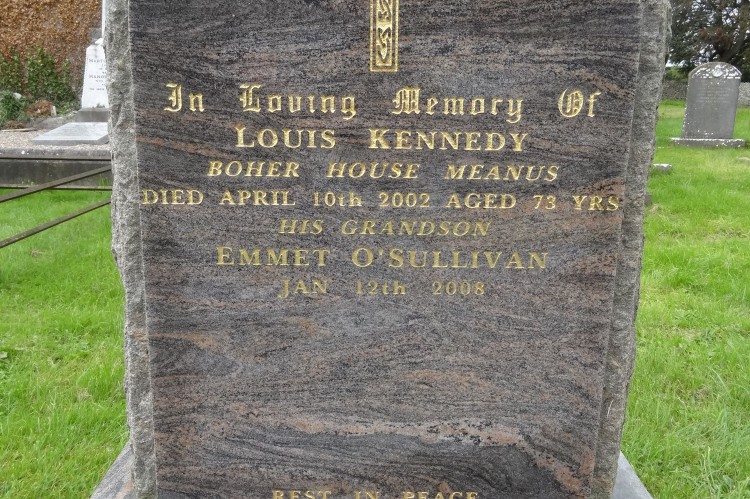 In Loving Memory Of
LOUIS KENNEDY
BOHER HOUSE MEANUS
DIED APRIL 10th 2002 AGED 73 YRS
HIS GRANDSON
EMMET O'SULLIVAN
JAN 12th 2008
REST IN PEACE